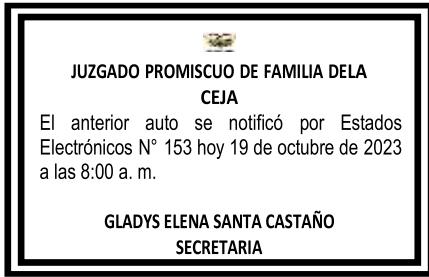 JUZGADO PROMISCUO DE FAMILIA DELA
CEJA
El anterior auto se notificó por Estados
Electrónicos N° 153 hoy 19 de octubre de 2023
a las 8:00 a. m.
GLADYS ELENA SANTA CASTAÑO
SECRETARIA